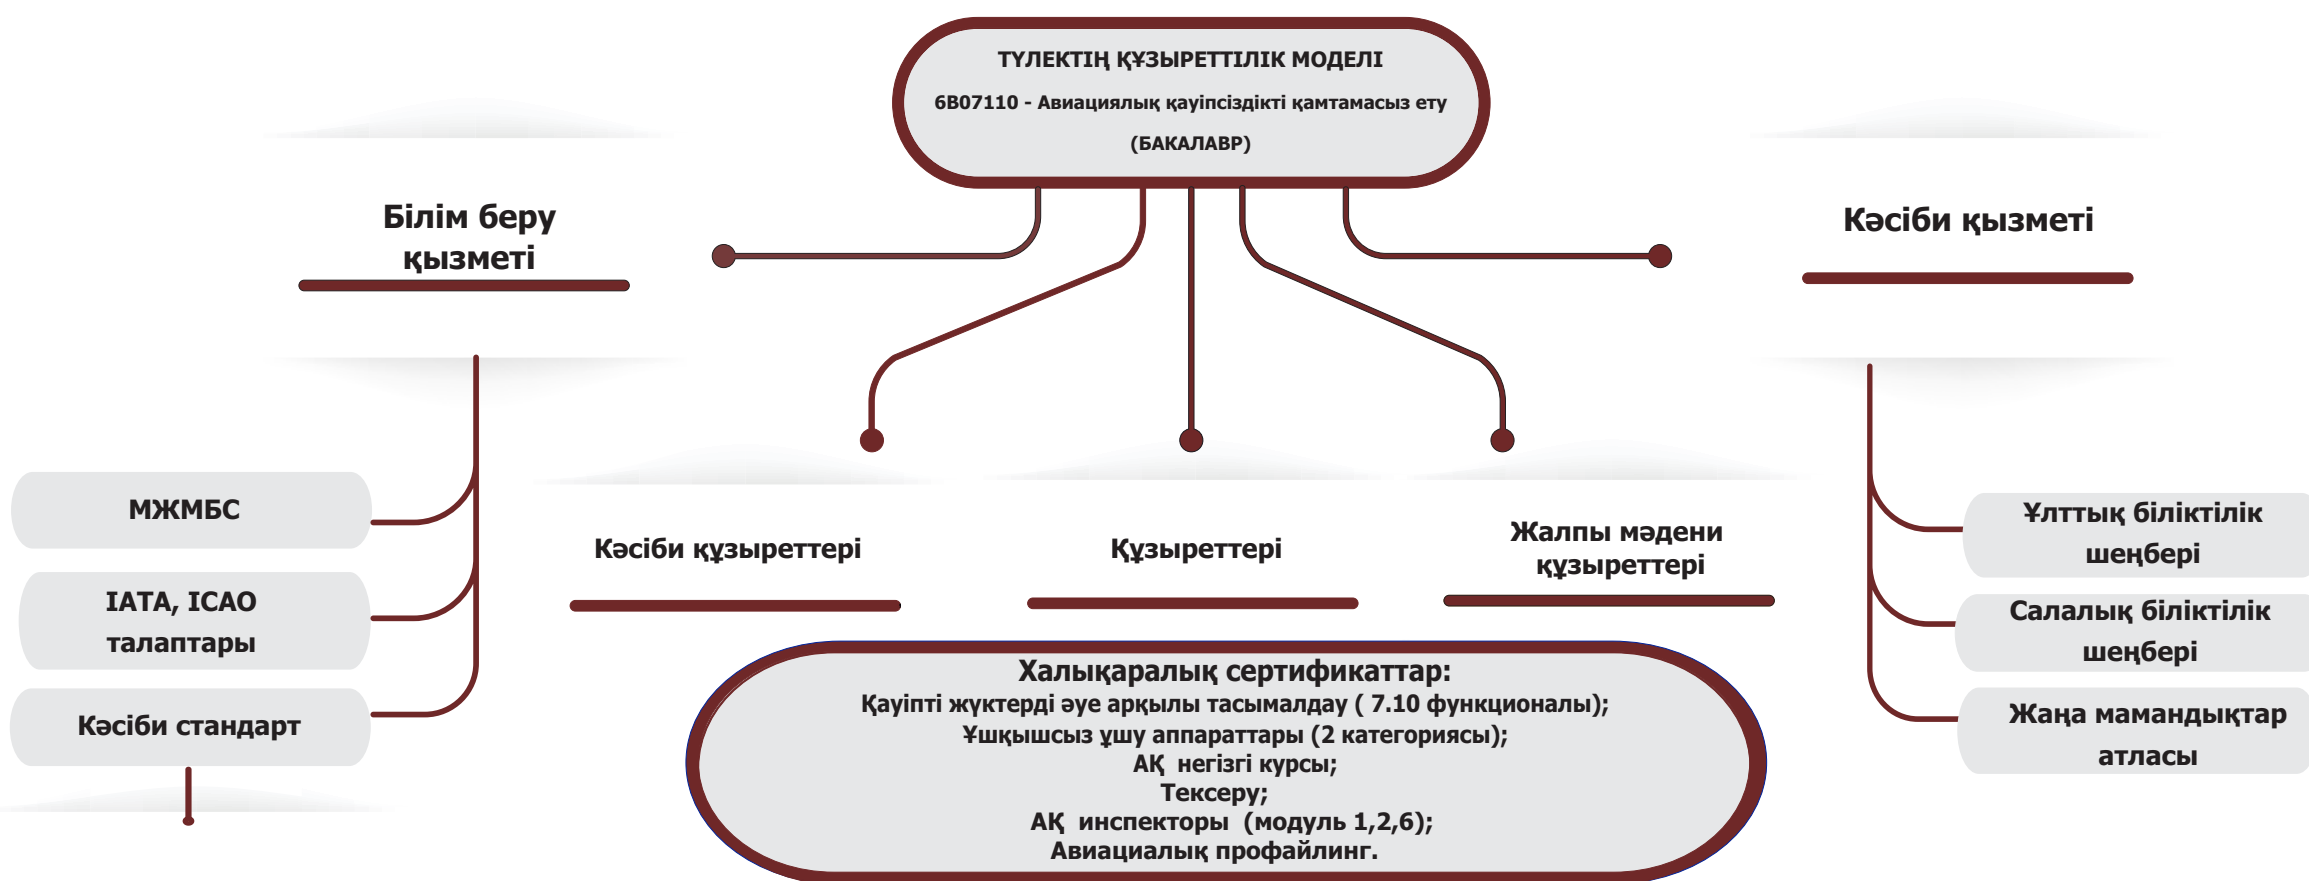 ТҮЛЕКТІҢ ҚҰЗЫРЕТТІЛІК МОДЕЛІ
6В07110 - Авиациялық қауіпсіздікті қамтамасыз ету
(БАКАЛАВР)
Білім беру
қызметі
Кәсіби қызметі
МЖМБС
IATA, ICAO
талаптары
Кәсіби стандарт
Кәсіби құзыреттері
Құзыреттері
Жалпы мәдени
құзыреттері
Ұлттық біліктілік
шеңбері
Салалық біліктілік
шеңбері
Жаңа мамандықтар
атласы
Халықаралық сертификаттар:
Қауіпті жүктерді әуе арқылы тасымалдау ( 7.10 функционалы);
Ұшқышсыз ұшу аппараттары (2 категориясы);
АҚ  негізгі курсы;
Тексеру;
АҚ  инспекторы  (модуль 1,2,6);
Авиациалық профайлинг.